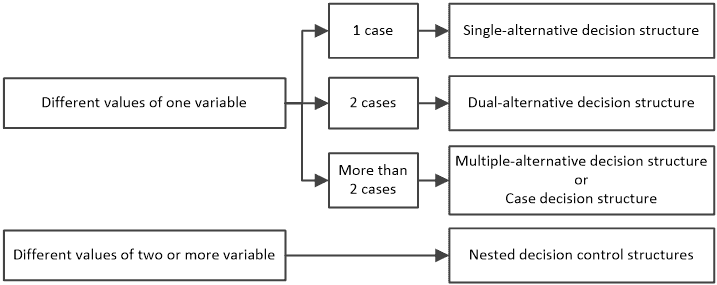 1 case
Single-alternative decision structure
Different values of one variable
2 cases
Dual-alternative decision structure
More than
2 cases
Multiple-alternative decision structure
or
Case decision structure
Different values of two or more variable
Nested decision control structures